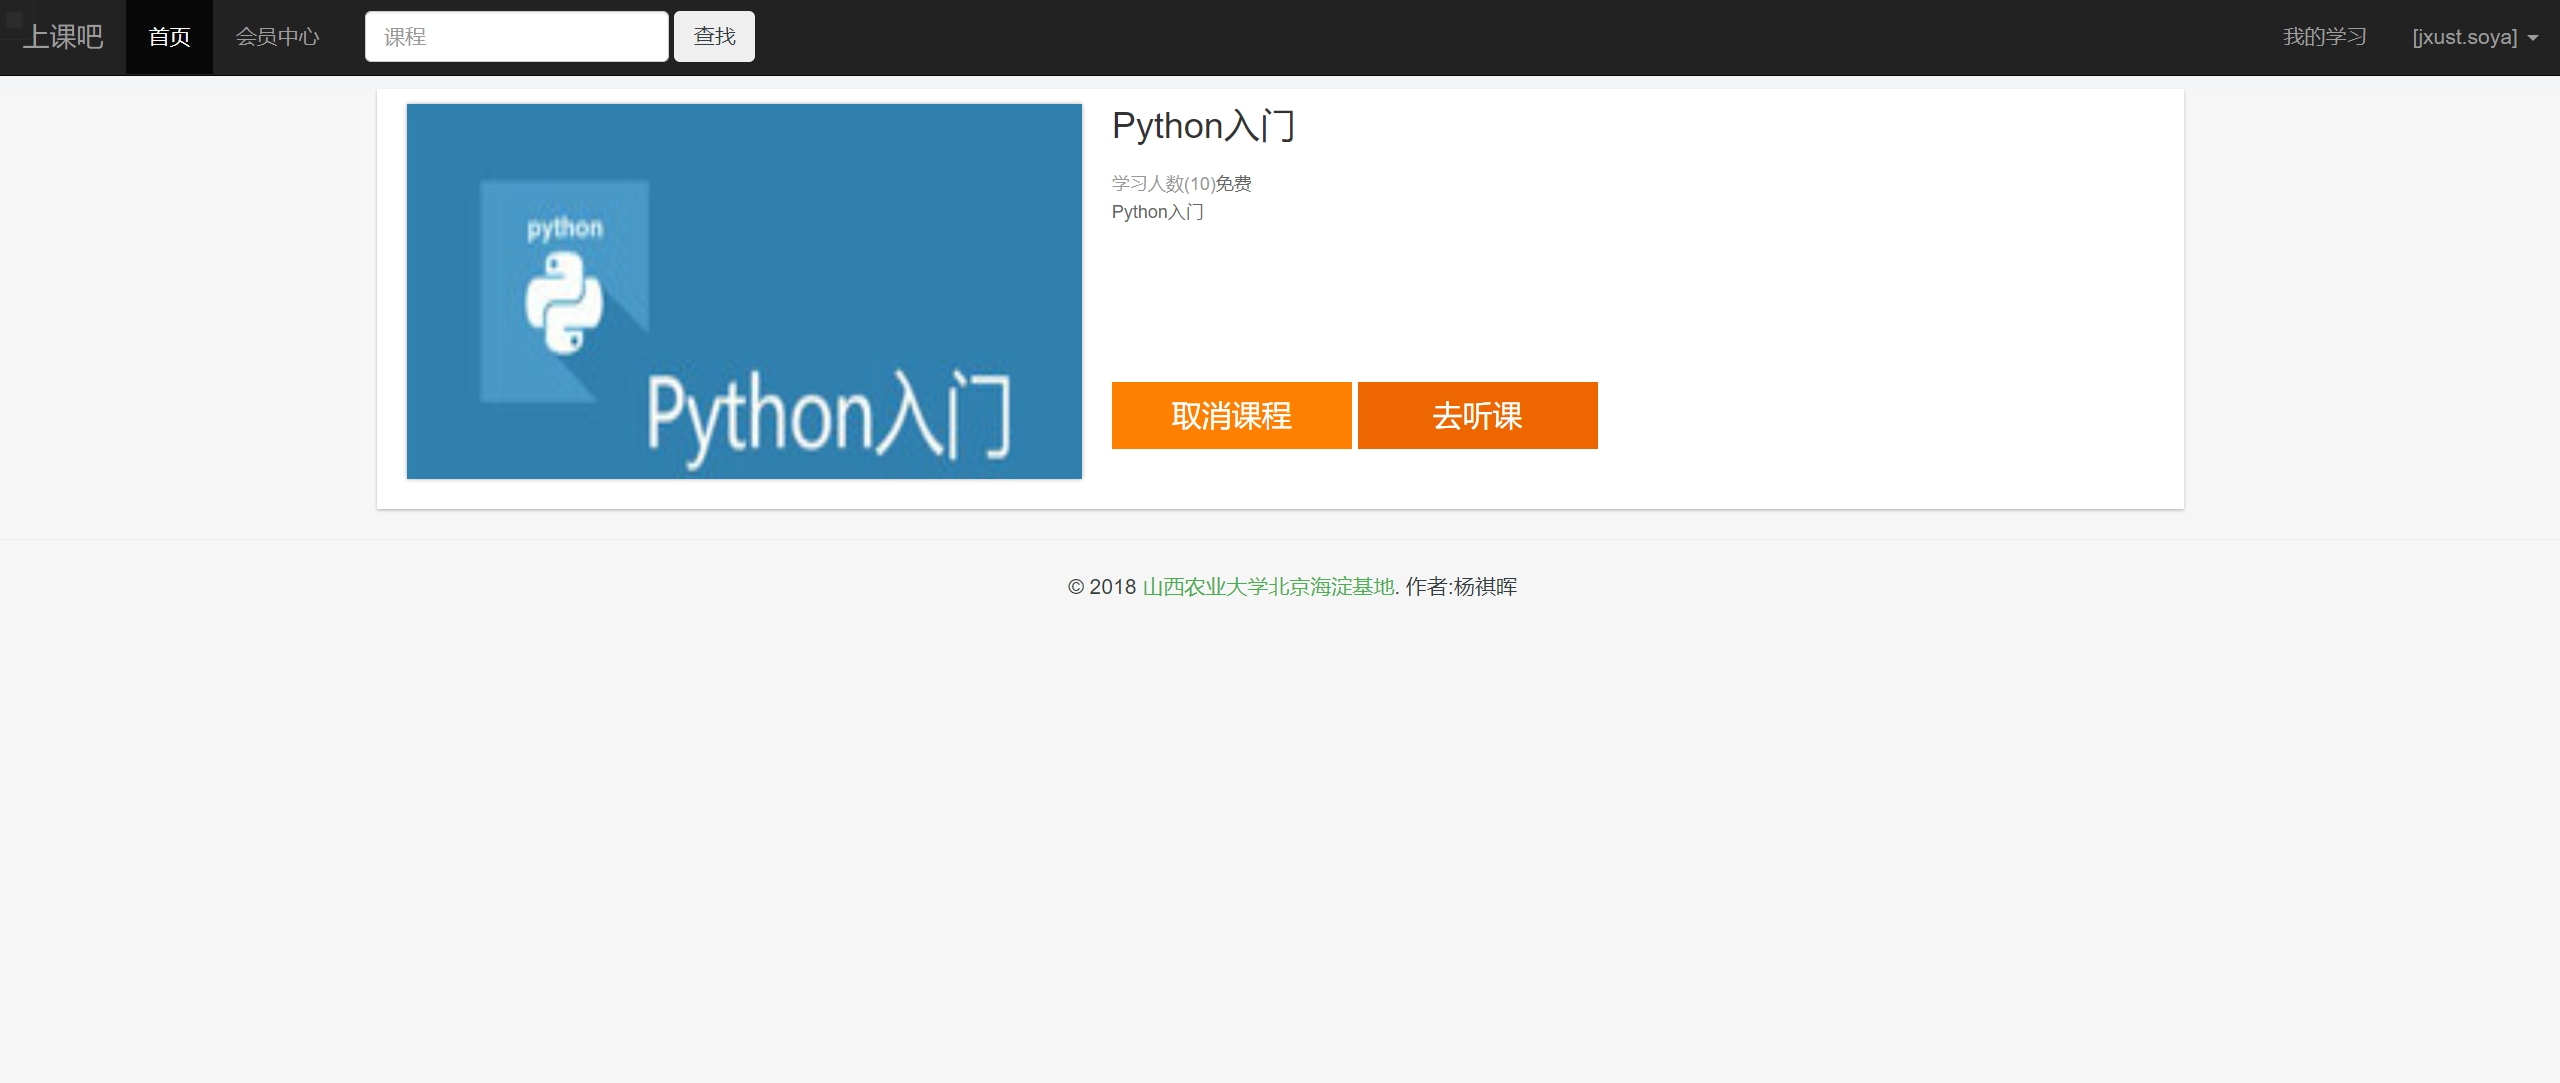 上课吧 首页 会员中心 课程 查找 我的学习 [jxust.soya]
python
Python入门
Python入门
学习人数(10)免费
Python入门
取消课程 去听课
© 2018 山西农业大学北京海淀基地. 作者:杨祺晖